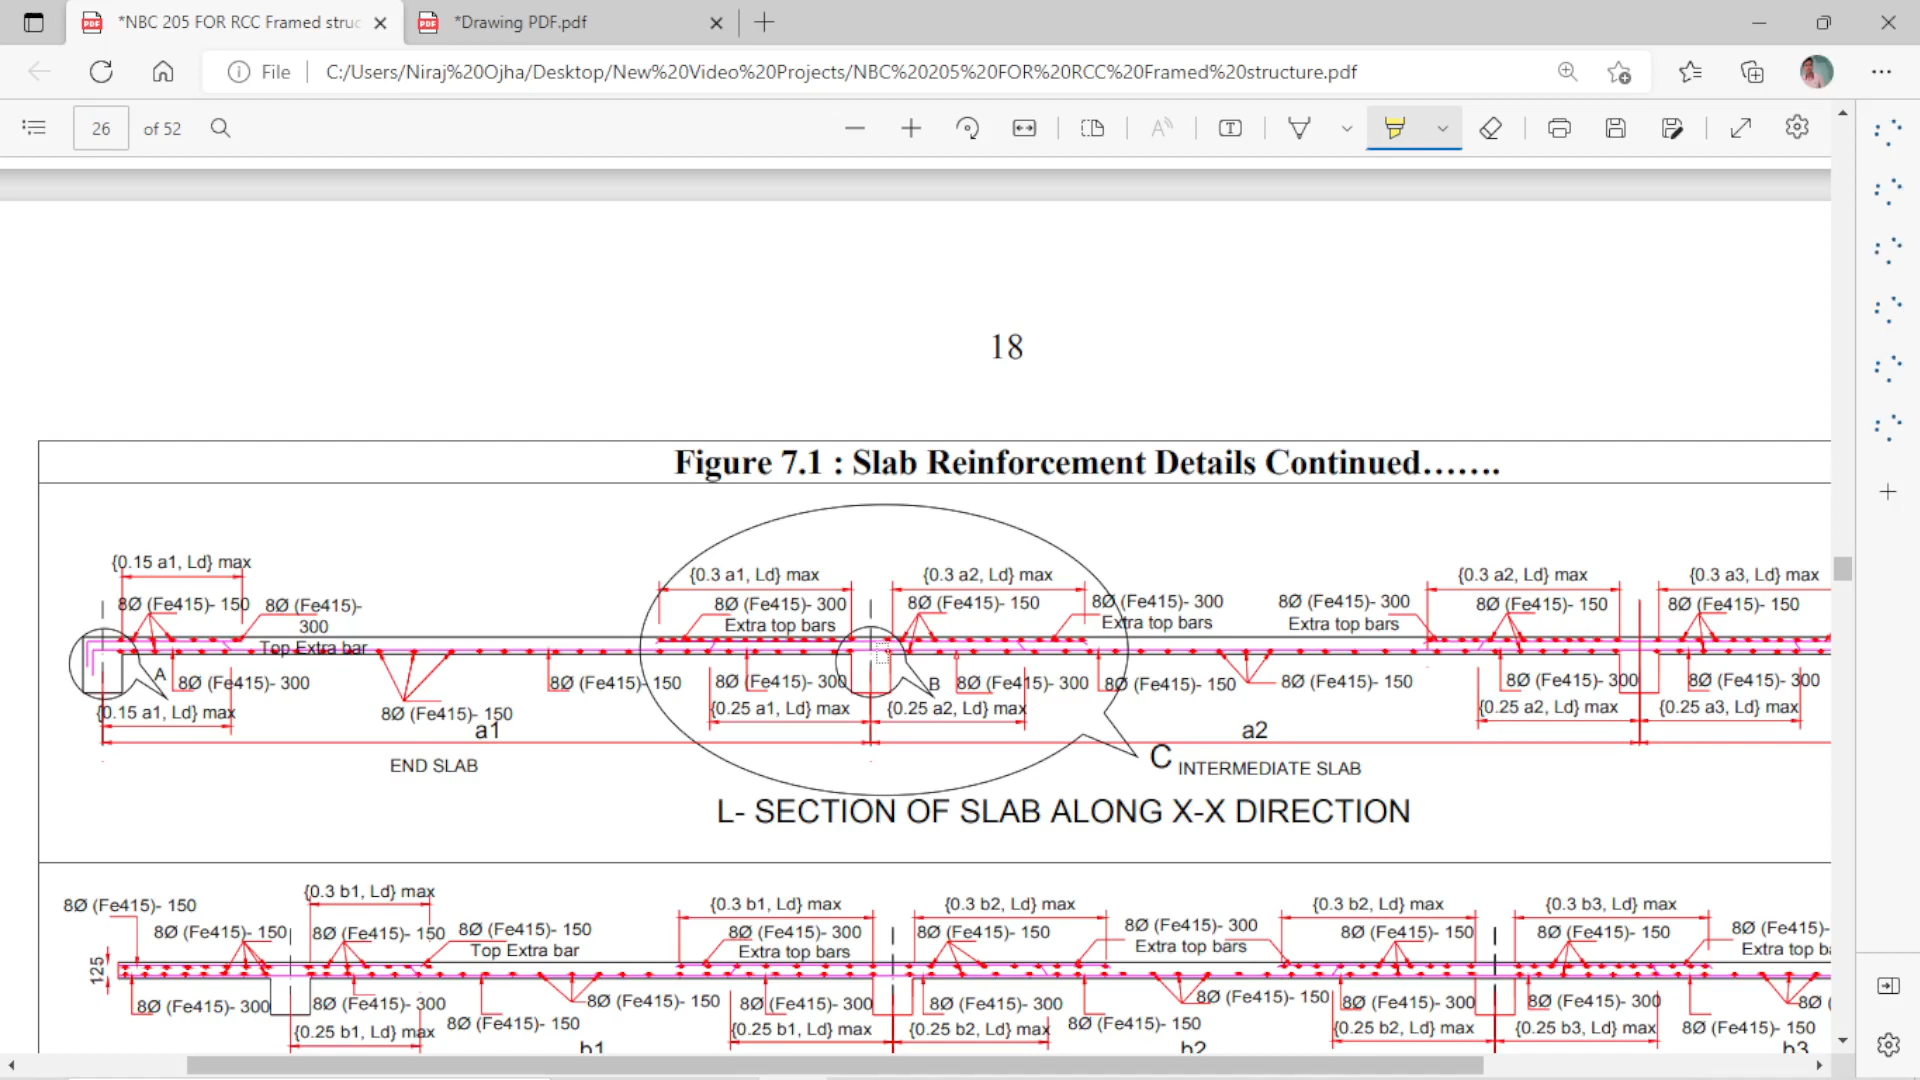 *NBC 205 FOR RCC Framed struc
*Drawing PDF.pdf
File
C:/Users/Niraj%20Ojha/Desktop/New%20Video%20Projects/NBC%20205%20FOR%20RCC%20Framed%20structure.pdf
26 of 52
18
Figure 7.1 : Slab Reinforcement Details Continued…….
{0.15 a1, Ld} max
{0.3 a1, Ld} max
{0.3 a2, Ld} max
{0.3 a2, Ld} max
{0.3 a3, Ld} max
8Ø (Fe415)- 150
8Ø (Fe415)-
300
Top Extra bar
8Ø (Fe415)- 300
Extra top bars
8Ø (Fe415)- 150
8Ø (Fe415)- 300
Extra top bars
8Ø (Fe415)- 300
Extra top bars
8Ø (Fe415)- 150
8Ø (Fe415)- 150
A
8Ø (Fe415)- 300
8Ø (Fe415)- 150
8Ø (Fe415)- 150
8Ø (Fe415)- 300
B
8Ø (Fe415)- 300
8Ø (Fe415)- 150
8Ø (Fe415)- 150
8Ø (Fe415)- 300
8Ø (Fe415)- 300
{0.15 a1, Ld} max
{0.25 a1, Ld} max
{0.25 a2, Ld} max
{0.25 a2, Ld} max
{0.25 a3, Ld} max
a1
a2
C
END SLAB
INTERMEDIATE SLAB
L- SECTION OF SLAB ALONG X-X DIRECTION
8Ø (Fe415)- 150
{0.3 b1, Ld} max
{0.3 b1, Ld} max
{0.3 b2, Ld} max
{0.3 b2, Ld} max
{0.3 b3, Ld} max
8Ø (Fe415)- 150
8Ø (Fe415)- 150
8Ø (Fe415)- 150
Top Extra bar
8Ø (Fe415)- 300
Extra top bars
8Ø (Fe415)- 150
8Ø (Fe415)- 300
Extra top bars
8Ø (Fe415)- 150
8Ø (Fe415)- 150
8Ø (Fe415)-
Extra top ba
125
8Ø (Fe415)- 300
8Ø (Fe415)- 300
8Ø (Fe415)- 150
8Ø (Fe415)- 150
8Ø (Fe415)- 300
8Ø (Fe415)- 300
8Ø (Fe415)- 150
8Ø (Fe415)- 150
8Ø (Fe415)- 300
8Ø (Fe415)- 300
8Ø (Fe415)- 150
8Ø (
{0.25 b1, Ld} max
{0.25 b1, Ld} max
{0.25 b2, Ld} max
{0.25 b2, Ld} max
{0.25 b3, Ld} max
b1
b2
b3